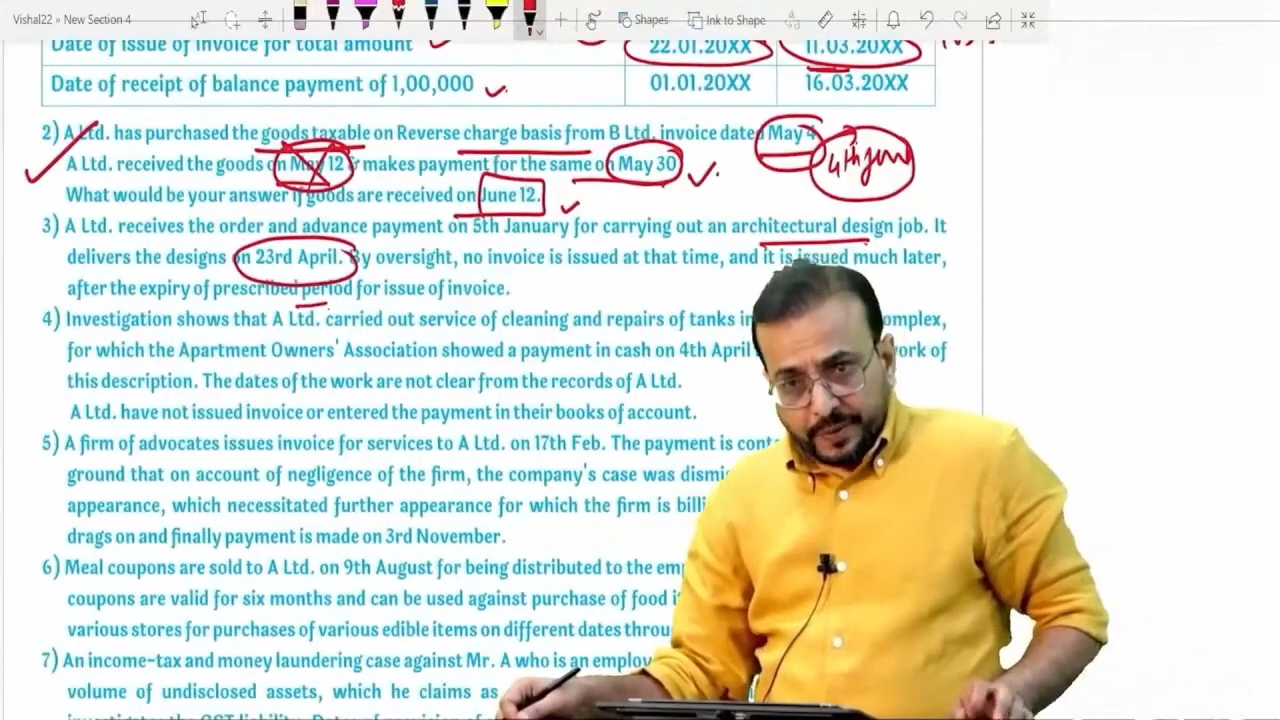 Vishal22 » New Section 4
Shapes
Ink to Shape
Date of issue of invoice for total amount 22.01.20XX 11.03.20XX
Date of receipt of balance payment of 1,00,000 01.01.20XX 16.03.20XX
2) A Ltd. has purchased the goods taxable on Reverse charge basis from B Ltd. invoice dated May 4
A Ltd. received the goods on May 12 & makes payment for the same on May 30
4th june
What would be your answer if goods are received on June 12.
3) A Ltd. receives the order and advance payment on 5th January for carrying out an architectural design job. It
delivers the designs on 23rd April. By oversight, no invoice is issued at that time, and it is issued much later,
after the expiry of prescribed period for issue of invoice.
4) Investigation shows that A Ltd. carried out service of cleaning and repairs of tanks in
for which the Apartment Owners' Association showed a payment in cash on 4th April
this description. The dates of the work are not clear from the records of A Ltd.
A Ltd. have not issued invoice or entered the payment in their books of account.
5) A firm of advocates issues invoice for services to A Ltd. on 17th Feb. The payment is
ground that on account of negligence of the firm, the company's case was
appearance, which necessitated further appearance for which the firm is
drags on and finally payment is made on 3rd November.
6) Meal coupons are sold to A Ltd. on 9th August for being distributed to the
coupons are valid for six months and can be used against purchase of food
various stores for purchases of various edible items on different dates
7) An income-tax and money laundering case against Mr. A who is an
volume of undisclosed assets, which he claims as